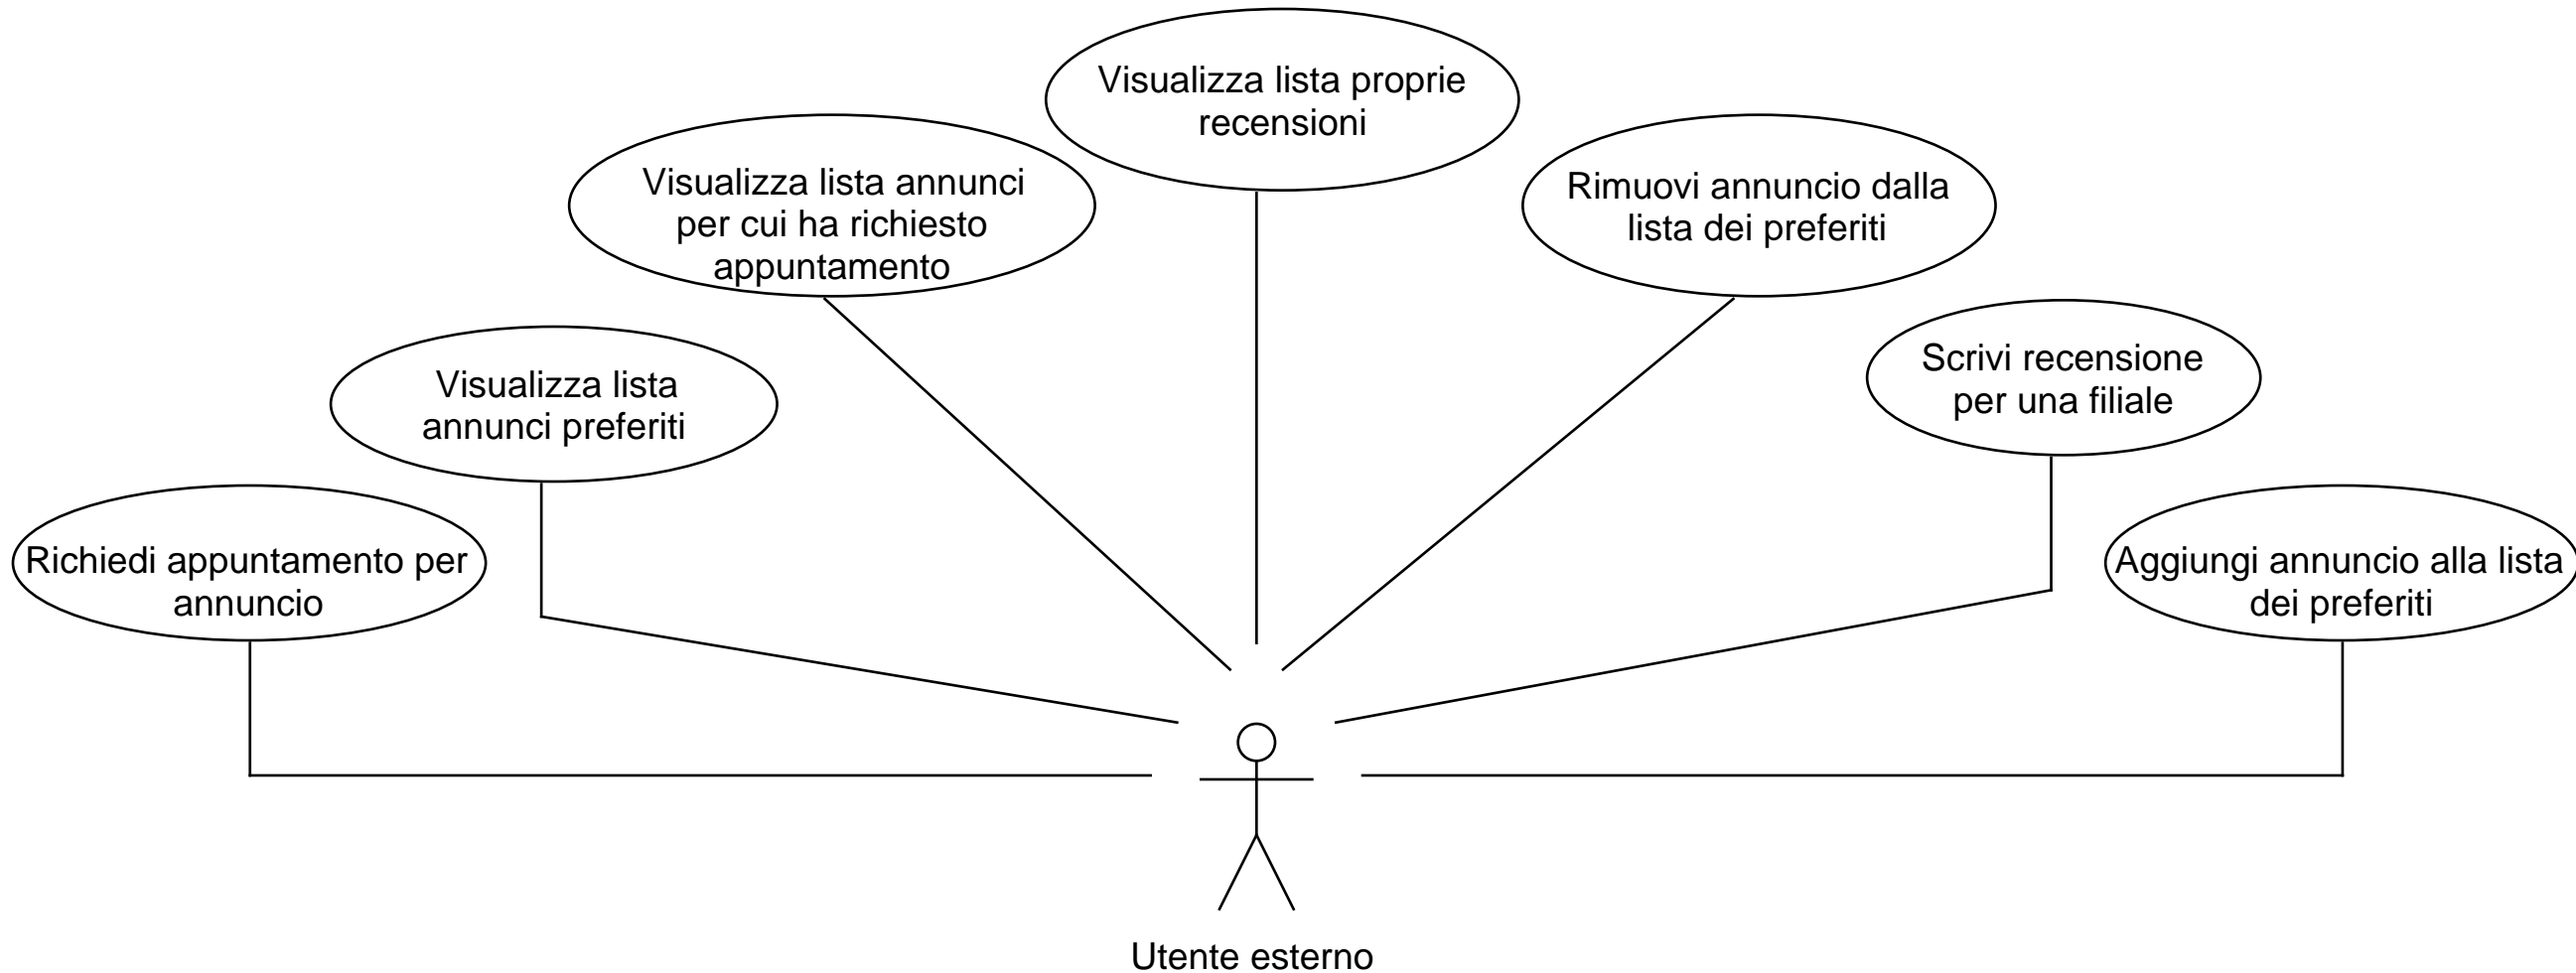 Visualizza lista proprie
recensioni
Visualizza lista annunci
per cui ha richiesto
appuntamento
Rimuovi annuncio dalla
lista dei preferiti
Visualizza lista
annunci preferiti
Scrivi recensione
per una filiale
Richiedi appuntamento per
annuncio
Aggiungi annuncio alla lista
dei preferiti
Utente esterno